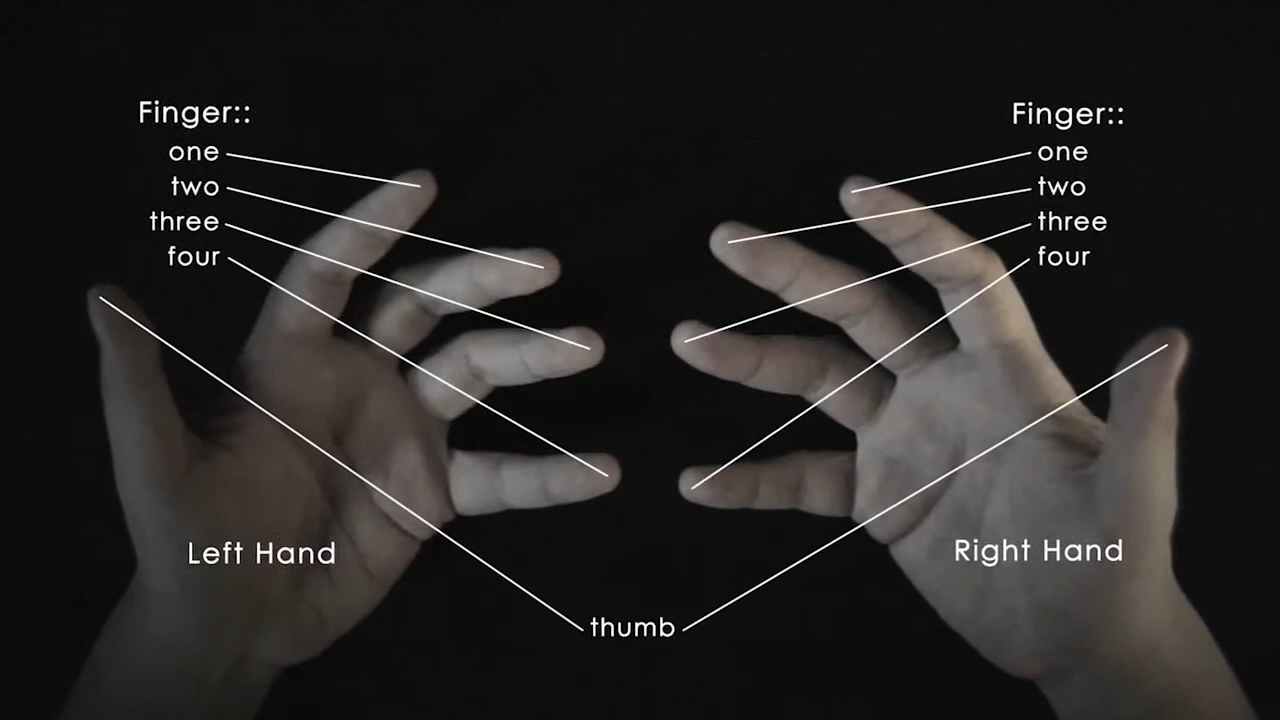 Finger::
one
two
three
four
Finger::
one
two
three
four
Left Hand
Right Hand
thumb